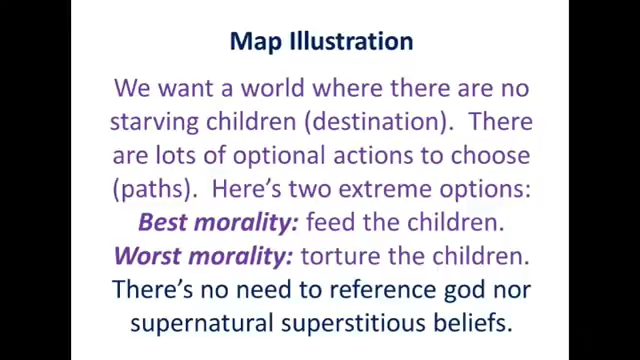 Map Illustration
We want a world where there are no
starving children (destination).  There
are lots of optional actions to choose
(paths).  Here's two extreme options:
Best morality: feed the children.
Worst morality: torture the children.
There's no need to reference god nor
supernatural superstitious beliefs.